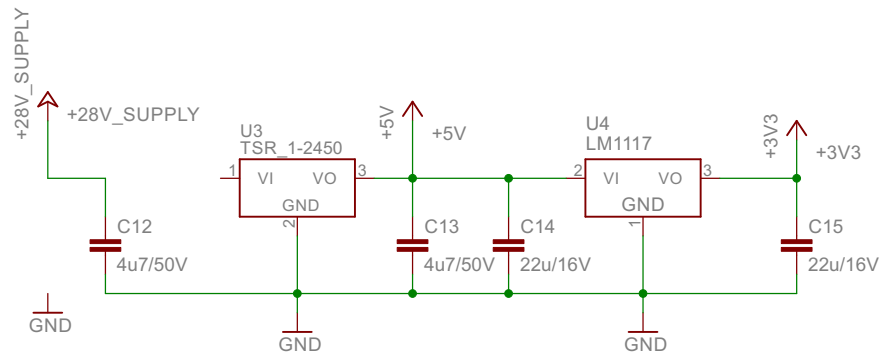 +28V_SUPPLY
+28V_SUPPLY
U3
TSR_1-2450
1
VI
VO
3
GND
2
+5V
+5V
U4
LM1117
2
VI
VO
3
GND
1
+3V3
+3V3
C12
4u7/50V
C13
4u7/50V
C14
22u/16V
C15
22u/16V
GND
GND
GND